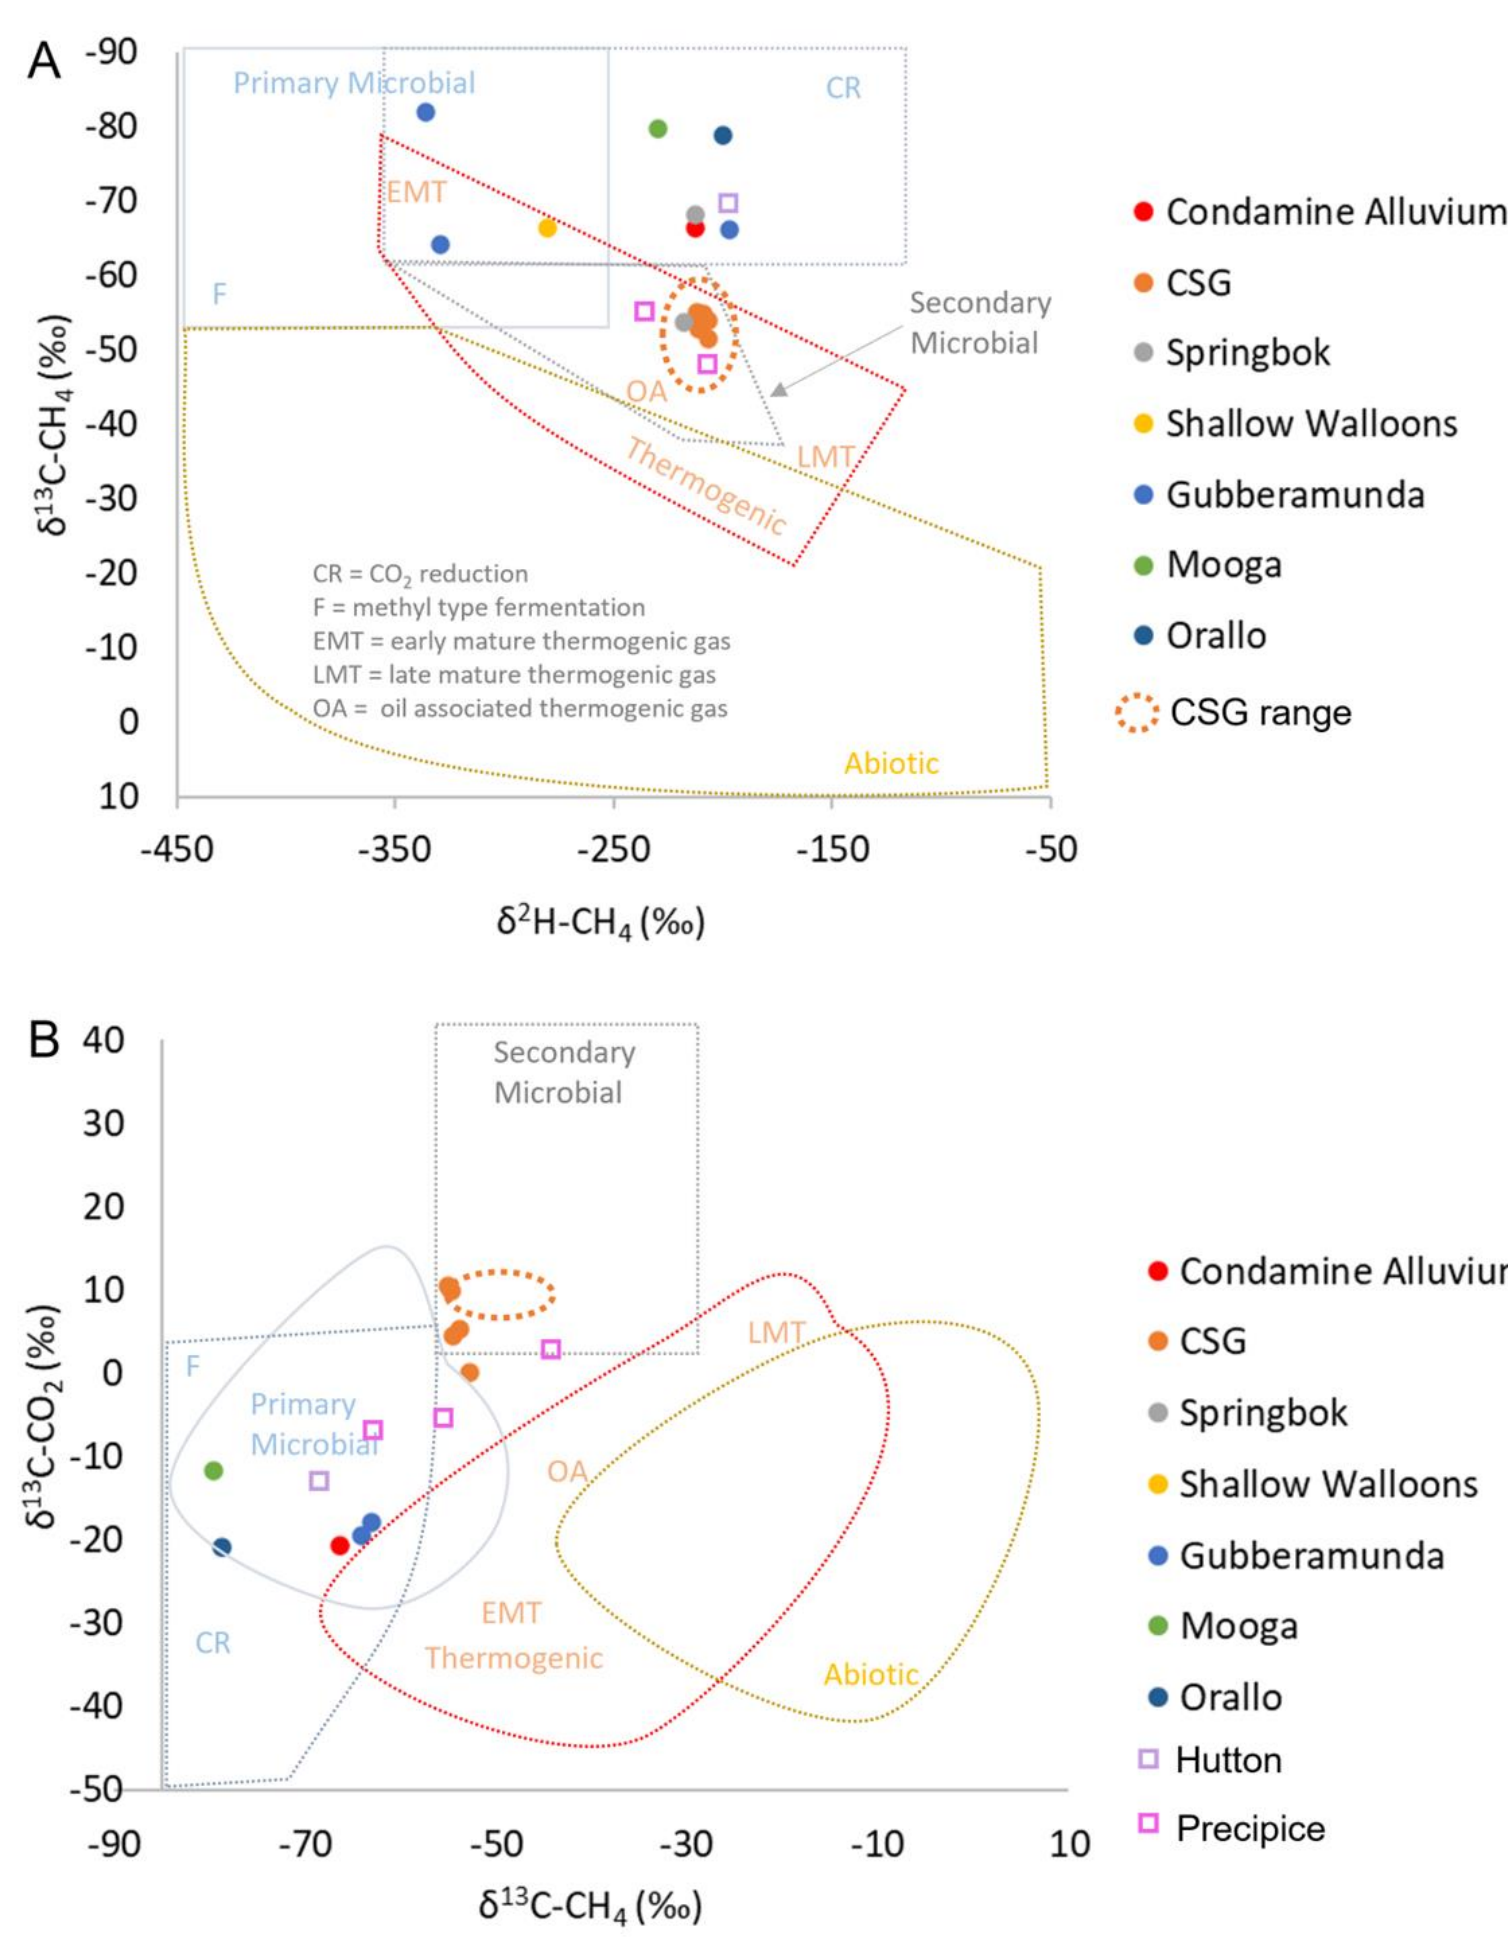 A
-90
-80
-70
-60
-50
-40
-30
-20
-10
0
10
δ¹³C-CH₄ (‰)
Primary Microbial
CR
EMT
F
Secondary
Microbial
OA
LMT
Thermogenic
CR = CO₂ reduction
F = methyl type fermentation
EMT = early mature thermogenic gas
LMT = late mature thermogenic gas
OA = oil associated thermogenic gas
Abiotic
-450 -350 -250 -150 -50
δ²H-CH₄ (‰)
Condamine Alluvium
CSG
Springbok
Shallow Walloons
Gubberamunda
Mooga
Orallo
CSG range
B
40
30
20
10
0
-10
-20
-30
-40
-50
δ¹³C-CO₂ (‰)
Secondary
Microbial
LMT
F
Primary
Microbial
OA
EMT
Thermogenic
CR
Abiotic
-90 -70 -50 -30 -10 10
δ¹³C-CH₄ (‰)
Condamine Alluviur
CSG
Springbok
Shallow Walloons
Gubberamunda
Mooga
Orallo
Hutton
Precipice